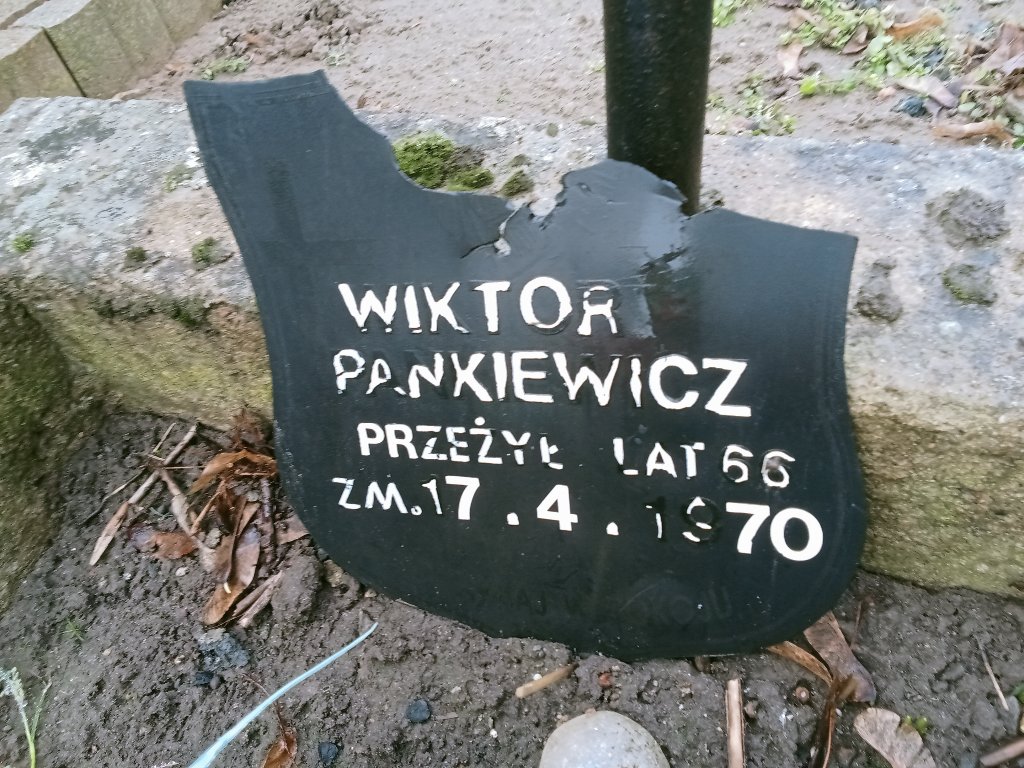 WIKTOR
PANKIEWICZ
PRZEŻYŁ LAT 66
ZM.17.4.1970